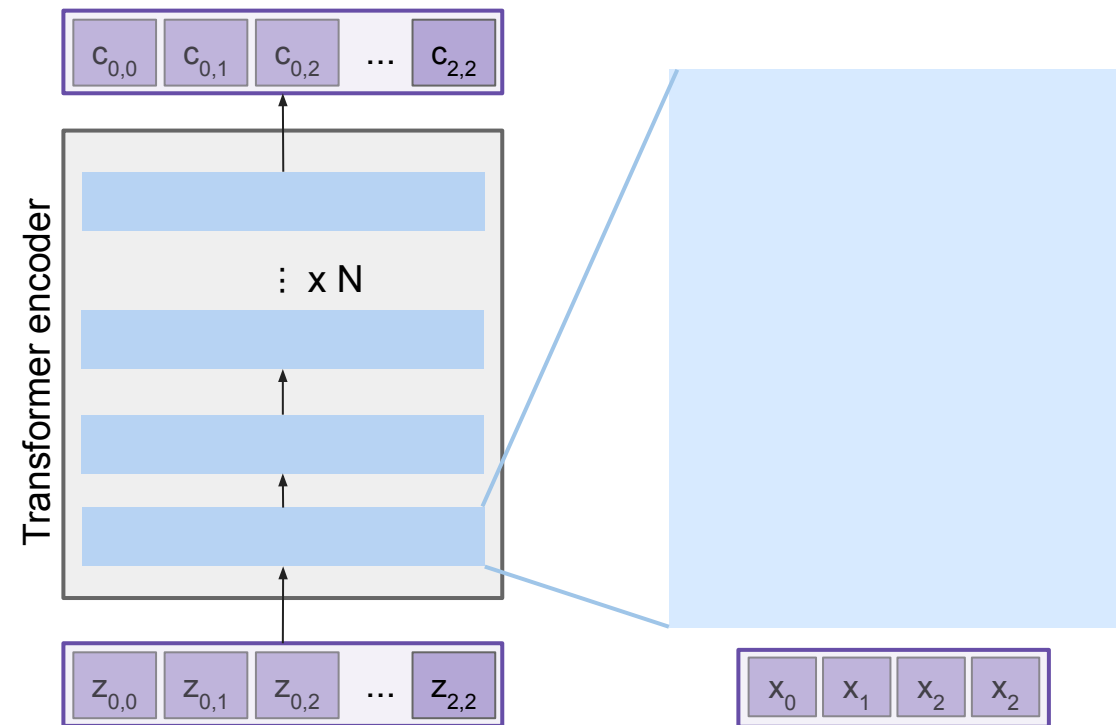 c0,0 c0,1 c0,2 ... c2,2
Transformer encoder
⋮ x N
z0,0 z0,1 z0,2 ... z2,2
x0 x1 x2 x2